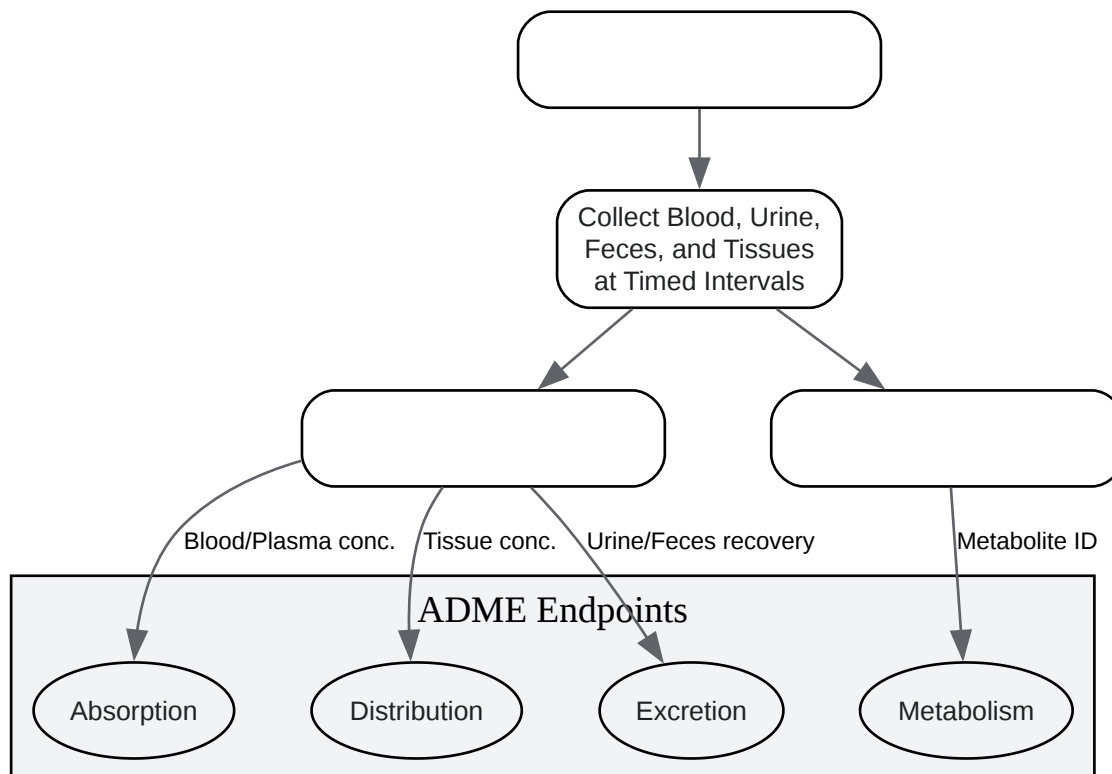 Collect Blood, Urine,
Feces, and Tissues
at Timed Intervals
Blood/Plasma conc.
Tissue conc.
Urine/Feces recovery
Metabolite ID
ADME Endpoints
Absorption
Distribution
Excretion
Metabolism